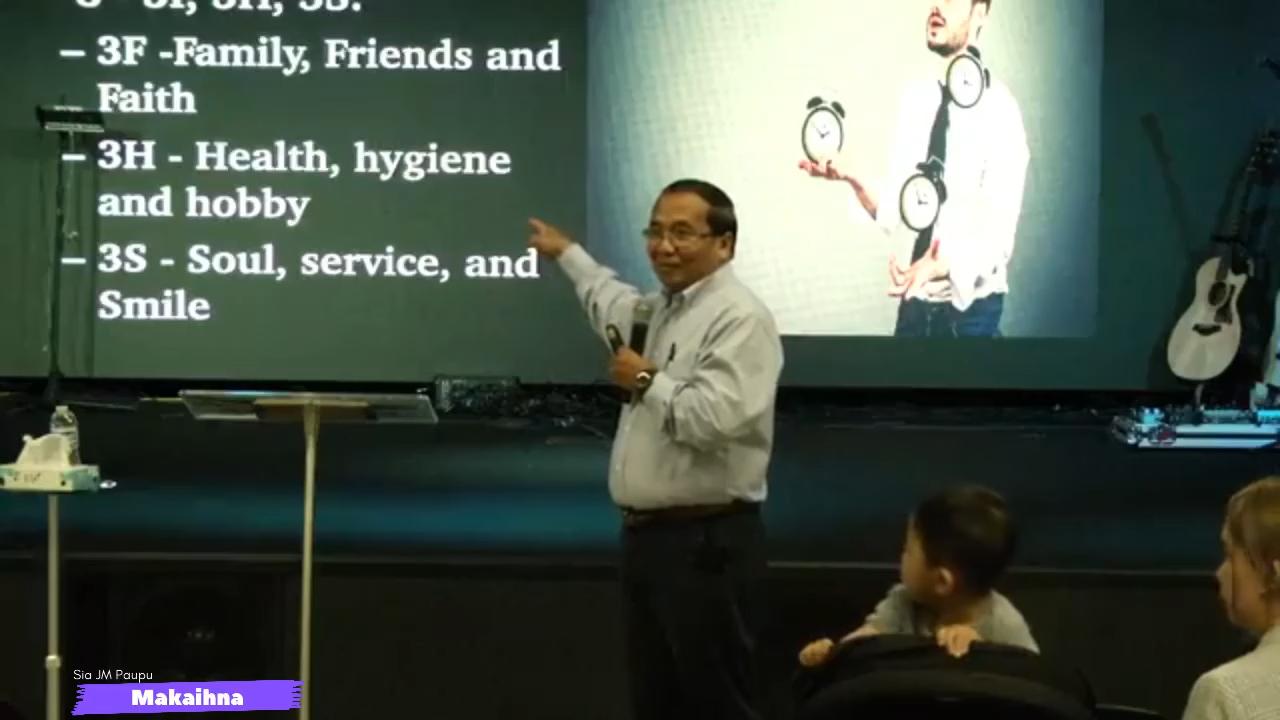 – 3F -Family, Friends and
Faith
– 3H - Health, hygiene
and hobby
– 3S - Soul, service, and
Smile
Sia JM Paupu
Makaihna